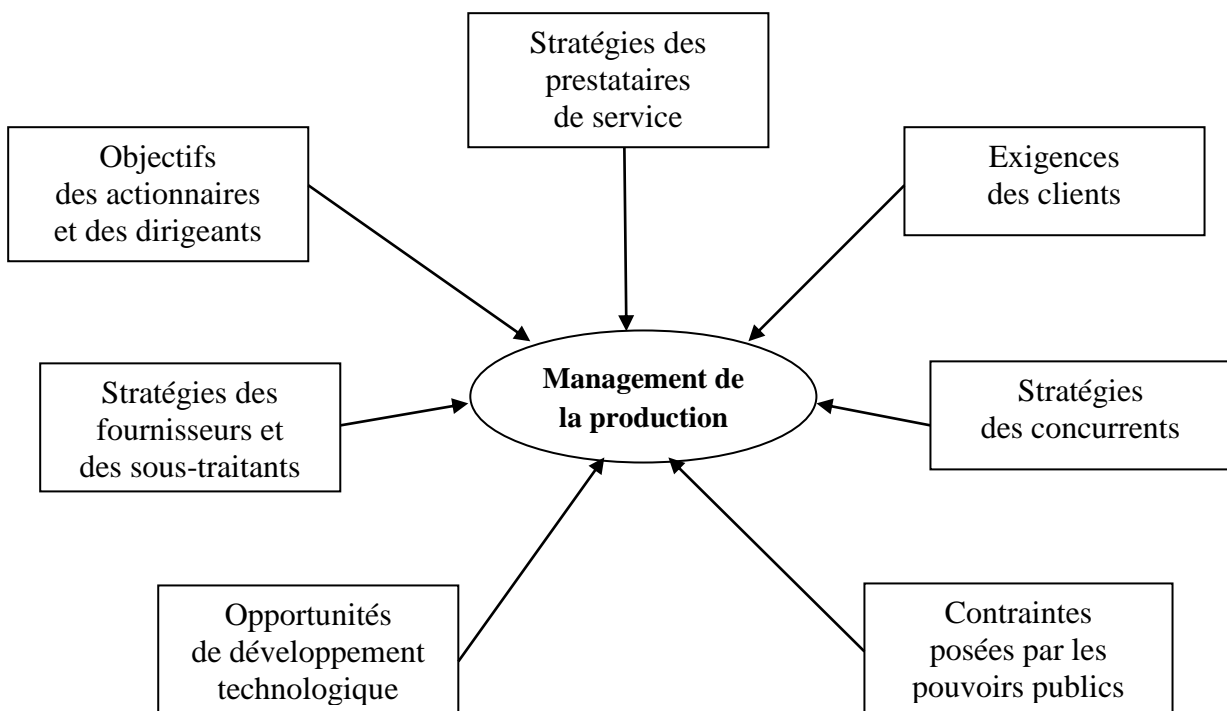 Stratégies des
prestataires
de service
Objectifs
des actionnaires
et des dirigeants
Exigences
des clients
Management de
la production
Stratégies des
fournisseurs et
des sous-traitants
Stratégies
des concurrents
Opportunités
de développement
technologique
Contraintes
posées par les
pouvoirs publics